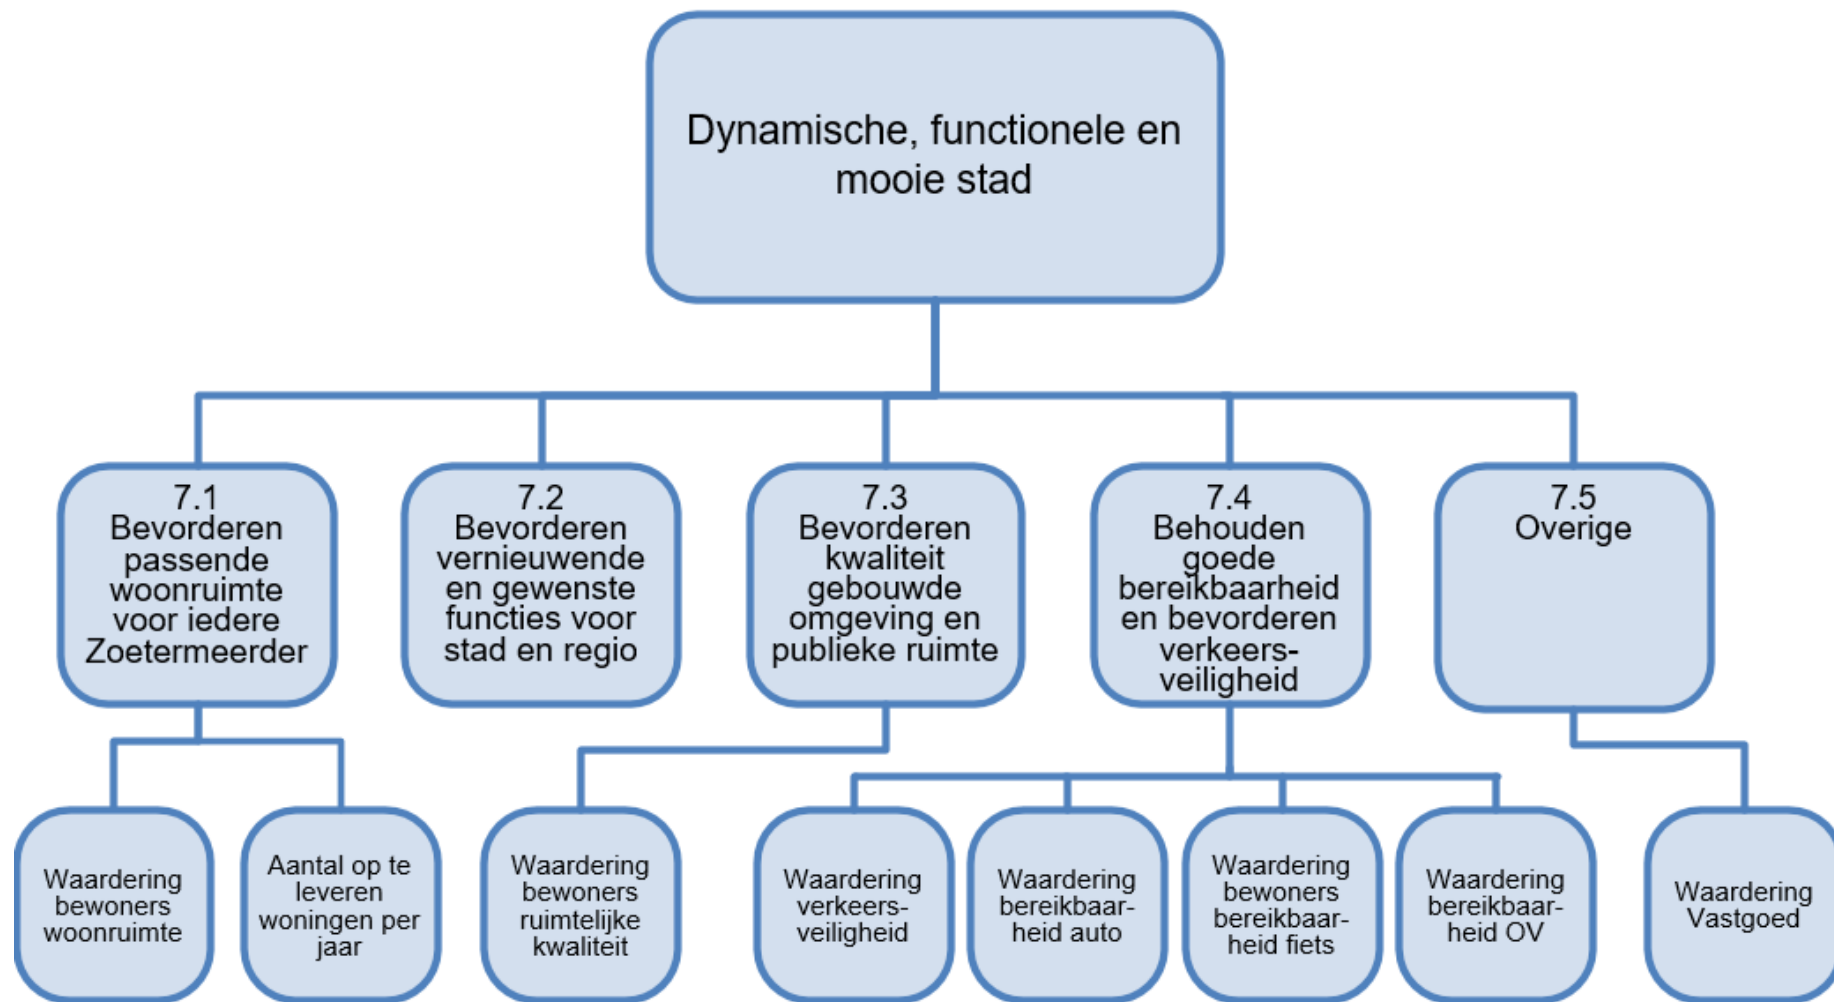 Dynamische, functionele en
mooie stad
7.1
Bevorderen
passende
woonruimte
voor iedere
Zoetermeerder
7.2
Bevorderen
vernieuwende
en gewenste
functies voor
stad en regio
7.3
Bevorderen
kwaliteit
gebouwde
omgeving en
publieke ruimte
7.4
Behouden
goede
bereikbaarheid
en bevorderen
verkeers-
veiligheid
7.5
Overige
Waardering
bewoners
woonruimte
Aantal op te
leveren
woningen per
jaar
Waardering
bewoners
ruimtelijke
kwaliteit
Waardering
verkeers-
veiligheid
Waardering
bereikbaar-
heid auto
Waardering
bewoners
bereikbaar-
heid fiets
Waardering
bereikbaar-
heid OV
Waardering
Vastgoed